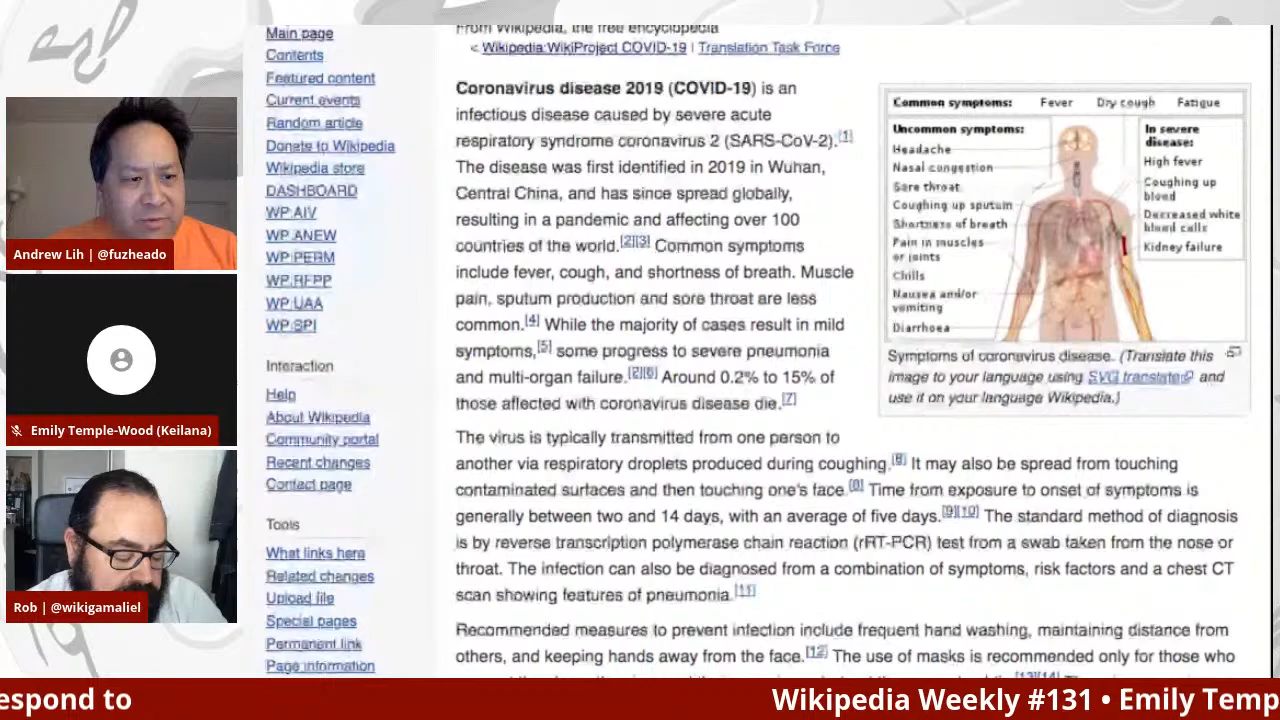 Main page
Contents
Featured content
Current events
Random article
Donate to Wikipedia
Wikipedia store
DASHBOARD
WP:AIV
WP:ANEW
WP:PERM
WP:RFPP
WP:UAA
WP:SPI
Interaction
Help
About Wikipedia
Community portal
Recent changes
Contact page
Tools
What links here
Related changes
Upload file
Special pages
Permanent link
Page information
From Wikipedia, the free encyclopedia
< Wikipedia:WikiProject COVID-19 | Translation Task Force
Coronavirus disease 2019 (COVID-19) is an
infectious disease caused by severe acute
respiratory syndrome coronavirus 2 (SARS-CoV-2).[1]
The disease was first identified in 2019 in Wuhan,
Central China, and has since spread globally,
resulting in a pandemic and affecting over 100
countries of the world.[2][3] Common symptoms
include fever, cough, and shortness of breath. Muscle
pain, sputum production and sore throat are less
common.[4] While the majority of cases result in mild
symptoms,[5] some progress to severe pneumonia
and multi-organ failure.[2][6] Around 0.2% to 15% of
those affected with coronavirus disease die.[7]
Common symptoms: Fever Dry cough Fatigue
Uncommon symptoms:
Headache
Nasal congestion
Sore throat
Coughing up sputum
Shortness of breath
Pain in muscles
or joints
Chills
Nausea and/or
vomiting
Diarrhoea
In severe
disease:
High fever
Coughing up
blood
Decreased white
blood cells
Kidney failure
Symptoms of coronavirus disease. (Translate this
image to your language using SVG translate and
use it on your language Wikipedia.)
The virus is typically transmitted from one person to
another via respiratory droplets produced during coughing.[8] It may also be spread from touching
contaminated surfaces and then touching one's face.[8] Time from exposure to onset of symptoms is
generally between two and 14 days, with an average of five days.[9][10] The standard method of diagnosis
is by reverse transcription polymerase chain reaction (rRT-PCR) test from a swab taken from the nose or
throat. The infection can also be diagnosed from a combination of symptoms, risk factors and a chest CT
scan showing features of pneumonia.[11]
Recommended measures to prevent infection include frequent hand washing, maintaining distance from
others, and keeping hands away from the face.[12] The use of masks is recommended only for those who
[13][14]
Andrew Lih | @fuzheado
Emily Temple-Wood (Keilana)
Rob | @wikigamaliel
espond to
Wikipedia Weekly #131 • Emily Temp